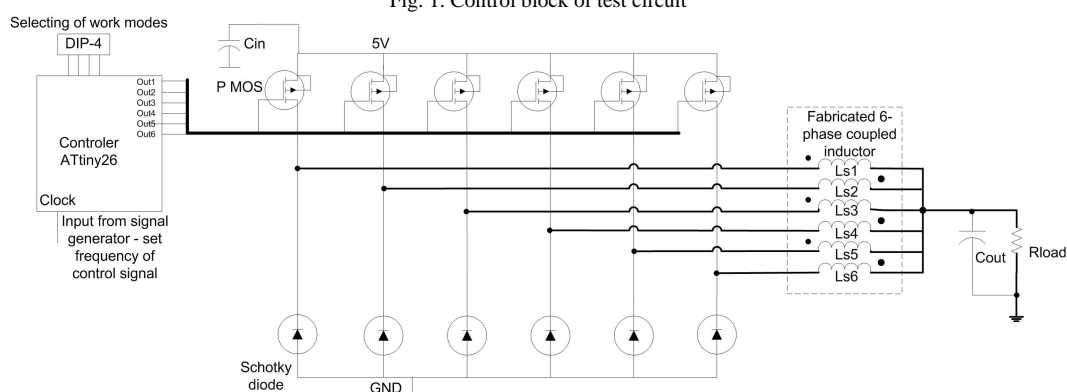 Fig. 1. Control block of test circuit
Selecting of work modes
DIP-4
Cin
5V
P MOS
Out1
Out2
Out3
Out4
Out5
Out6
Controler
ATtiny26
Clock
Input from signal
generator - set
frequency of
control signal
Fabricated 6-
phase coupled
inductor
Ls1
Ls2
Ls3
Ls4
Ls5
Ls6
Cout
Rload
Schotky
diode
GND